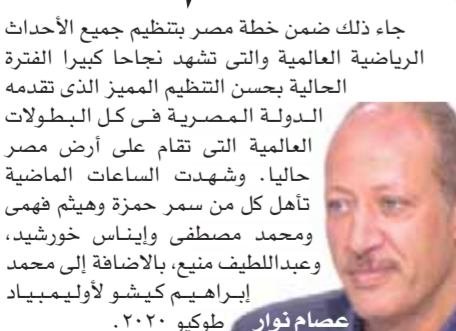 جاء ذلك ضمن خطة مصر بتنظيم جميع الأحداث
الرياضية العالمية والتى تشهد نجاحا كبيرا الفترة
الحالية بحسن التنظيم المميز الذى تقدمه
الدولة المصرية فى كل البطولات
العالمية التى تقام على أرض مصر
حاليا. وشهدت الساعات الماضية
تأهل كل من سمر حمزة وهيثم فهمى
ومحمد مصطفى وإيناس خورشيد،
وعبداللطيف منيع، بالاضافة إلى محمد
إبراهيم كيشو لأوليمبياد
طوكيو ٢٠٢٠.
عصام نوار